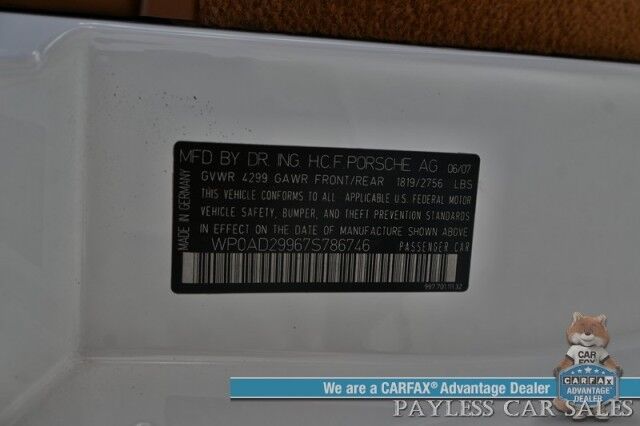 MFD BY DR. ING. H.C.F. PORSCHE AG 06/07
GVWR 4299 GAWR FRONT/REAR 1819/2756 LBS
THIS VEHICLE CONFORMS TO ALL APPLICABLE U.S. FEDERAL MOTOR
VEHICLE SAFETY, BUMPER, AND THEFT PREVENTION STANDARDS
IN EFFECT ON THE DATE OF MANUFACTURE SHOWN ABOVE
WP0AD29967S786746 PASSENGER CAR
MADE IN GERMANY
CAR
FOX
CARFAX
ADVANTAGE
DEALER
We are a CARFAX® Advantage Dealer
PAYLESS CAR SALES